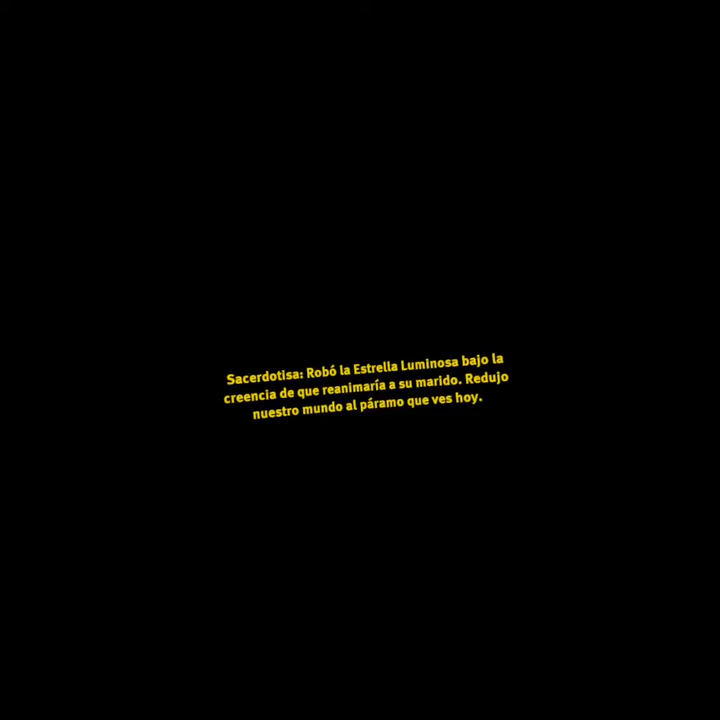 Sacerdotisa: Robó la Estrella Luminosa bajo la
creencia de que reanimaría a su marido. Redujo
nuestro mundo al páramo que ves hoy.